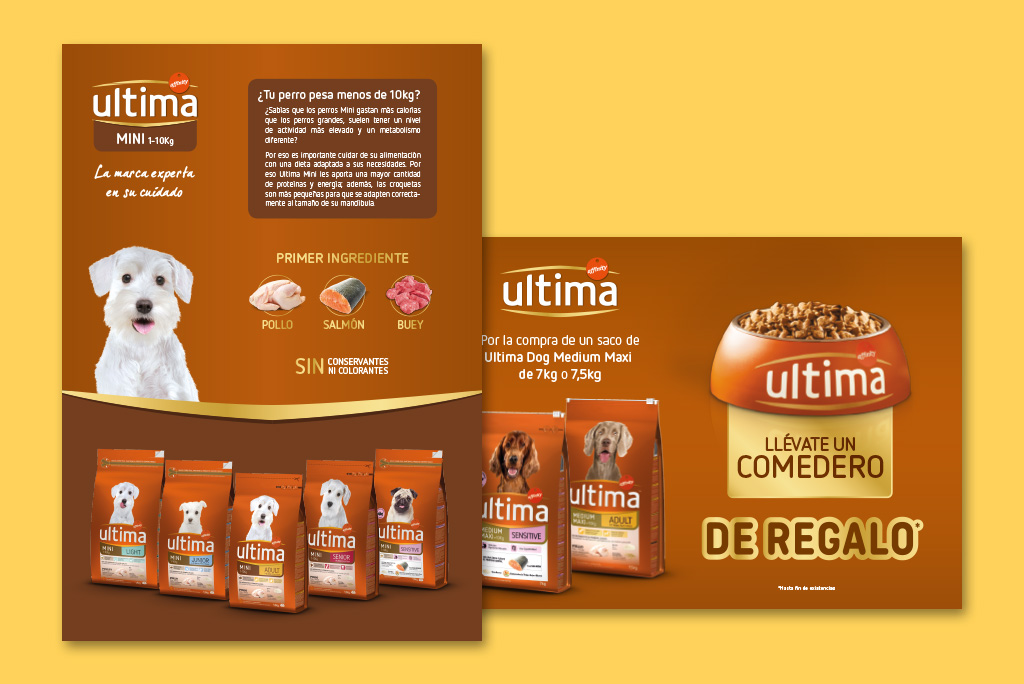 affinity
ultima
MINI 1-10Kg
La marca experta
en su cuidado
¿Tu perro pesa menos de 10kg?
¿Sabías que los perros Mini gastan más calorías
que los perros grandes, suelen tener un nivel
de actividad más elevado y un metabolismo
diferente?
Por eso es importante cuidar de su alimentación
con una dieta adaptada a sus necesidades. Por
eso Ultima Mini les aporta una mayor cantidad
de proteínas y energía; además, las croquetas
son más pequeñas para que se adapten correcta-
mente al tamaño de su mandíbula.
PRIMER INGREDIENTE
POLLO
SALMÓN
BUEY
SIN CONSERVANTES
NI COLORANTES
ultima
MINI
LIGHT
ultima
MINI
JUNIOR
ultima
MINI
ADULT
ultima
MINI
SENIOR
ultima
MINI
SENSITIVE
affinity
ultima
Por la compra de un saco de
Ultima Dog Medium Maxi
de 7kg o 7,5kg
affinity
ultima
MEDIUM
MAXI
SENSITIVE
ultima
MEDIUM
MAXI
ADULT
affinity
ultima
LLÉVATE UN
COMEDERO
DE REGALO*
*Hasta fin de existencias